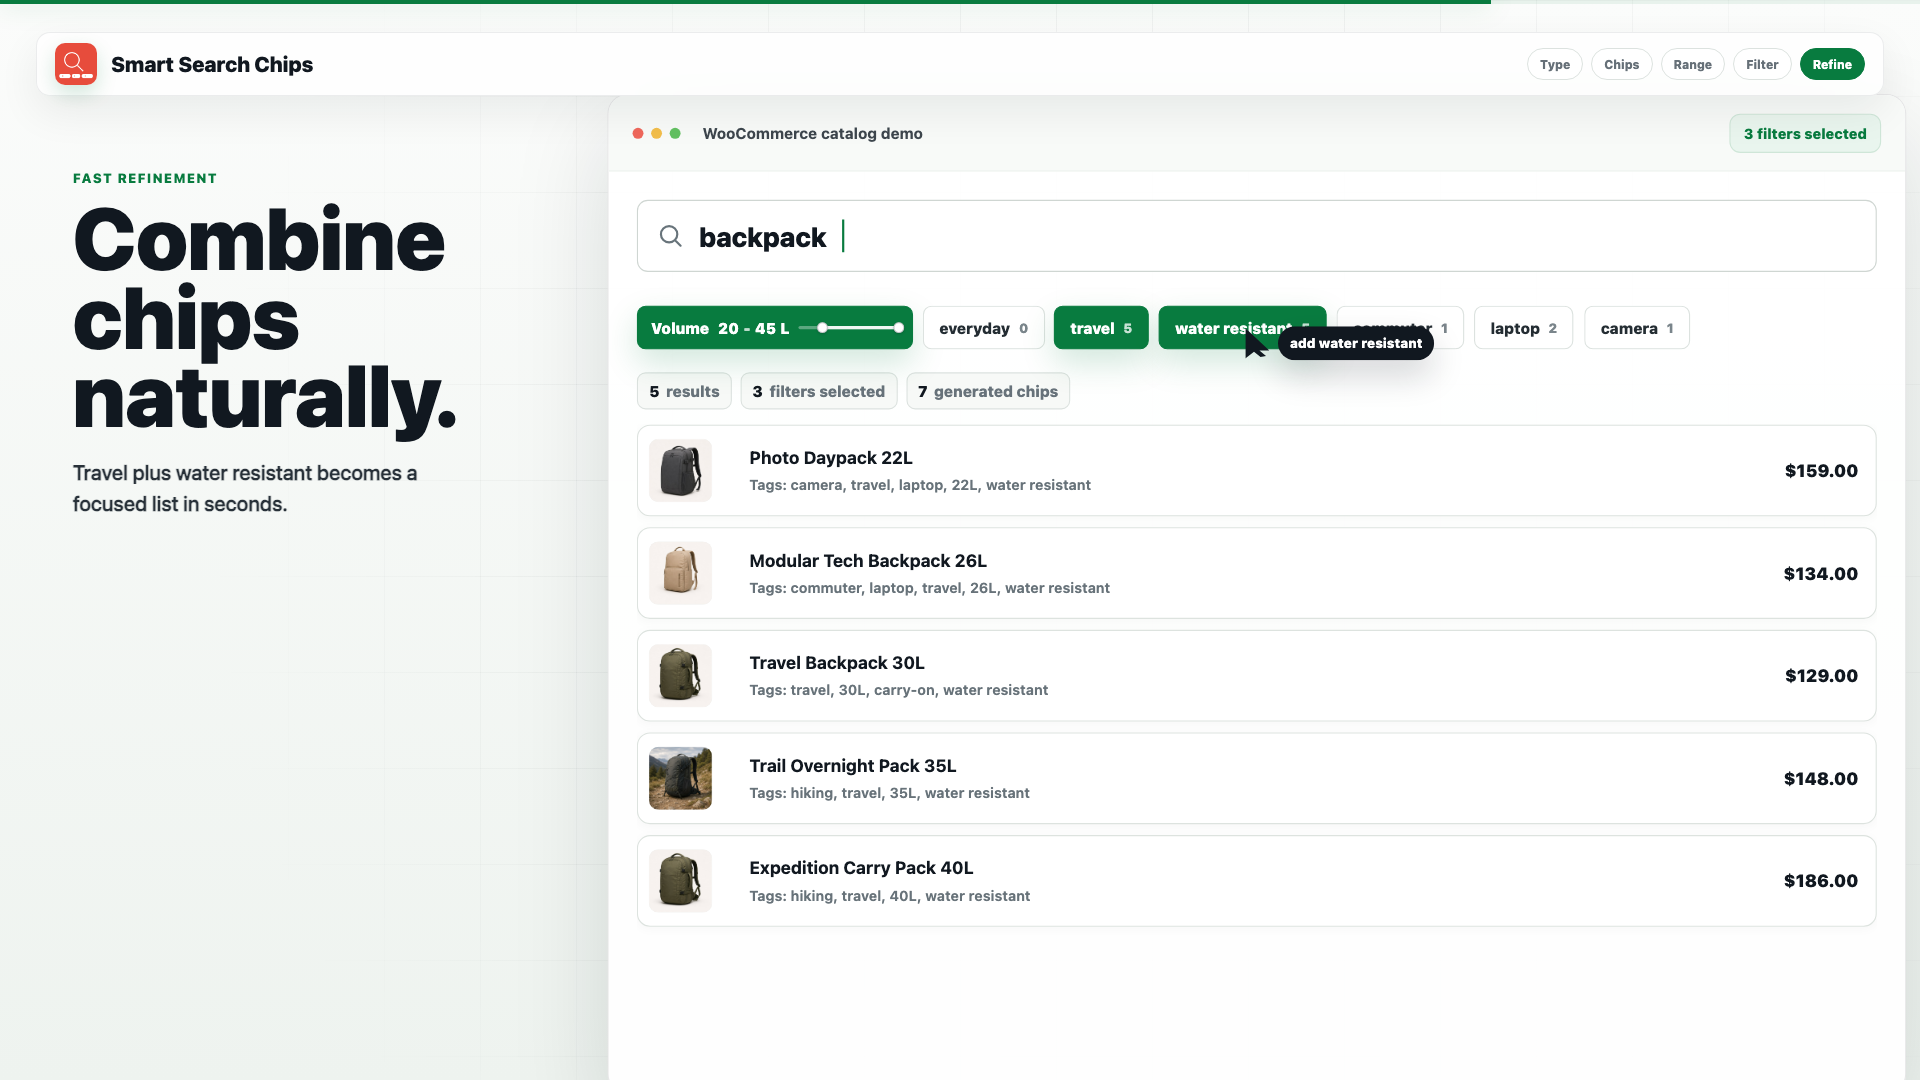 Smart Search Chips
Type
Chips
Range
Filter
Refine
FAST REFINEMENT
Combine
chips
naturally.
Travel plus water resistant becomes a
focused list in seconds.
WooCommerce catalog demo
3 filters selected
backpack
Volume 20 - 45 L
everyday 0
travel 5
water resistant 5
commuter 1
laptop 2
camera 1
add water resistant
5 results
3 filters selected
7 generated chips
Photo Daypack 22L
Tags: camera, travel, laptop, 22L, water resistant
$159.00
Modular Tech Backpack 26L
Tags: commuter, laptop, travel, 26L, water resistant
$134.00
Travel Backpack 30L
Tags: travel, 30L, carry-on, water resistant
$129.00
Trail Overnight Pack 35L
Tags: hiking, travel, 35L, water resistant
$148.00
Expedition Carry Pack 40L
Tags: hiking, travel, 40L, water resistant
$186.00